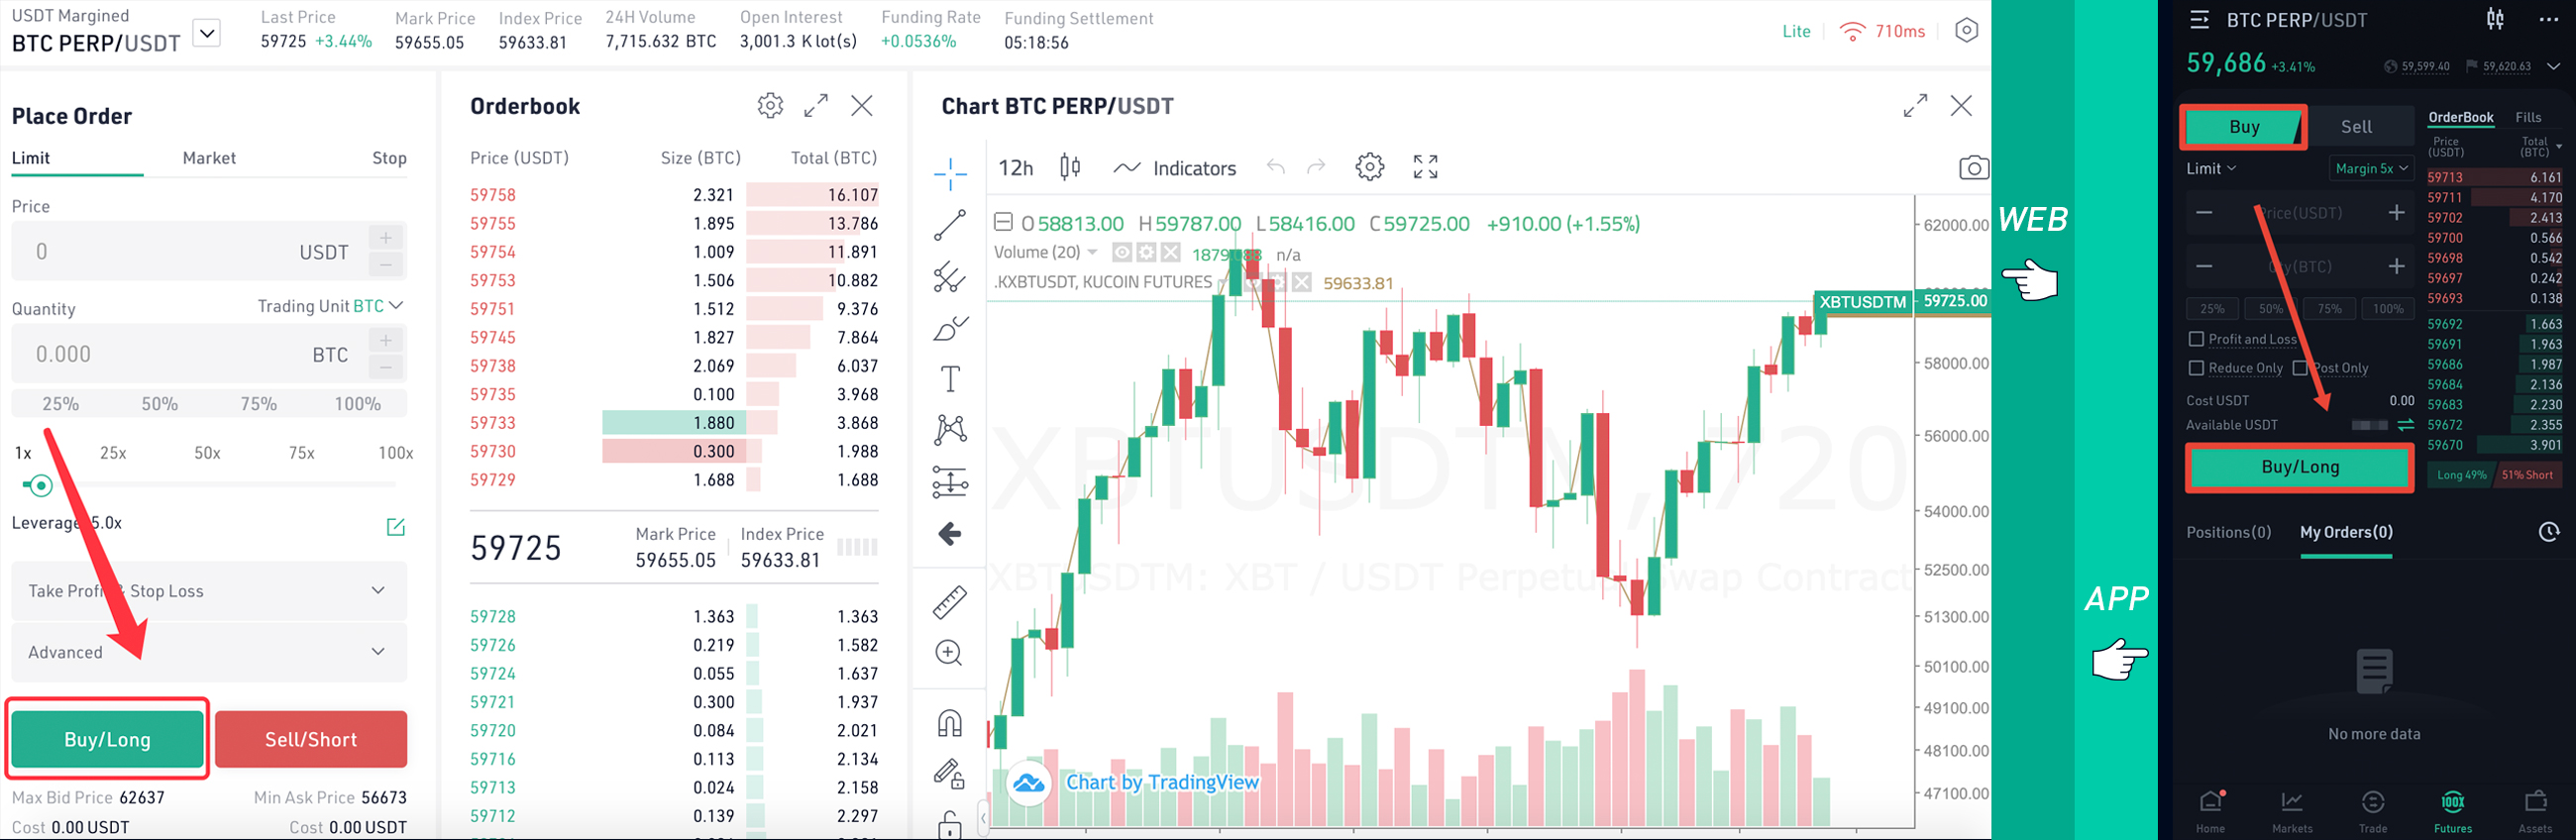 USDT Margined
BTC PERP/USDT
Last Price
59725 +3.44%
Mark Price
59655.05
Index Price
59633.81
24H Volume
7,715.632 BTC
Open Interest
3,001.3 K lot(s)
Funding Rate
+0.0536%
Funding Settlement
05:18:56
Lite
710ms
Place Order
Limit Market Stop
Price
0 USDT
Quantity Trading Unit BTC
0.000 BTC
25% 50% 75% 100%
1x 25x 50x 75x 100x
Leverage 5.0x
Take Profit & Stop Loss
Advanced
Buy/Long Sell/Short
Max Bid Price 62637 Min Ask Price 56673
Cost 0.00 USDT Cost 0.00 USDT
Orderbook
Price (USDT) Size (BTC) Total (BTC)
59758 2.321 16.107
59755 1.895 13.786
59754 1.009 11.891
59753 1.506 10.882
59751 1.512 9.376
59745 1.827 7.864
59738 2.069 6.037
59735 0.100 3.968
59733 1.880 3.868
59730 0.300 1.988
59729 1.688 1.688
59725
Mark Price
59655.05
Index Price
59633.81
59728 1.363 1.363
59726 0.219 1.582
59724 0.055 1.637
59721 0.300 1.937
59720 0.084 2.021
59716 0.113 2.134
59713 0.024 2.158
59712 0.139 2.297
Chart BTC PERP/USDT
12h Indicators
O58813.00 H59787.00 L58416.00 C59725.00 +910.00 (+1.55%)
Volume (20) n/a
.KXBTUSDT, KUCOIN FUTURES 59633.81
XBTUSDTM 59725.00
XBTUSDTM, 720
XBTUSDTM: XBT / USDT Perpetual Swap Contract
62000.00
58000.00
56000.00
54000.00
52500.00
51300.00
50100.00
49100.00
48100.00
47100.00
Chart by TradingView
WEB
APP
BTC PERP/USDT
59,686 +3.41%
59,599.40 59,620.63
Buy Sell
Limit Margin 5x
Price(USDT)
25% 50% 75% 100%
Profit and Loss
Reduce Only Post Only
Cost USDT 0.00
Available USDT
Buy/Long
OrderBook Fills
Price
(USDT)
Total
(BTC)
59713 6.161
59711 4.170
59702 2.413
59700 0.566
59698 0.542
59697 0.242
59693 0.138
59692 1.663
59691 1.963
59686 1.987
59684 2.136
59683 2.230
59672 2.355
59670 3.901
Long 49% 51% Short
Positions(0) My Orders(0)
No more data
Home Markets Trade Futures Assets
100X